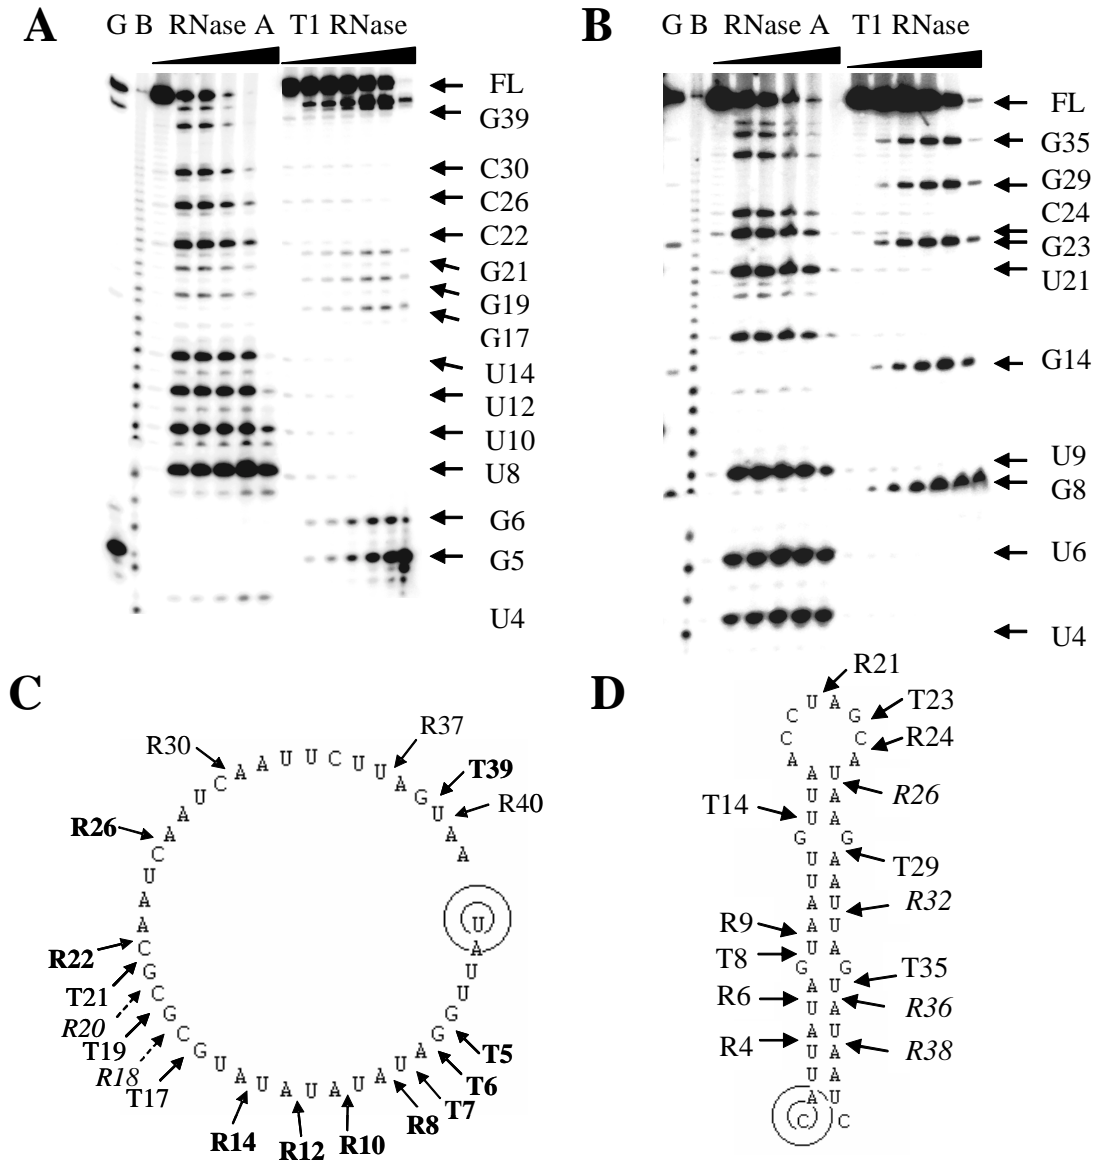 A
G B RNase A T1 RNase
FL
G39
C30
C26
C22
G21
G19
G17
U14
U12
U10
U8
G6
G5
U4
B
G B RNase A T1 RNase
FL
G35
G29
C24
G23
U21
G14
U9
G8
U6
U4
C
R30
R37
T39
R40
R26
R22
T21
R20
T19
R18
T17
R14
R12
R10
R8
T7
T6
T5
U A U U G G A U A U A U A U G C G C G C A A U C A A U C A A U U C U U A G U A A
D
R21
T23
R24
R26
T14
T29
R32
R9
T8
T35
R6
R36
R4
R38
C A U U A U A G U A A U U G U U A A C C U A G C A U A A G A A U U A G U A U A A U C